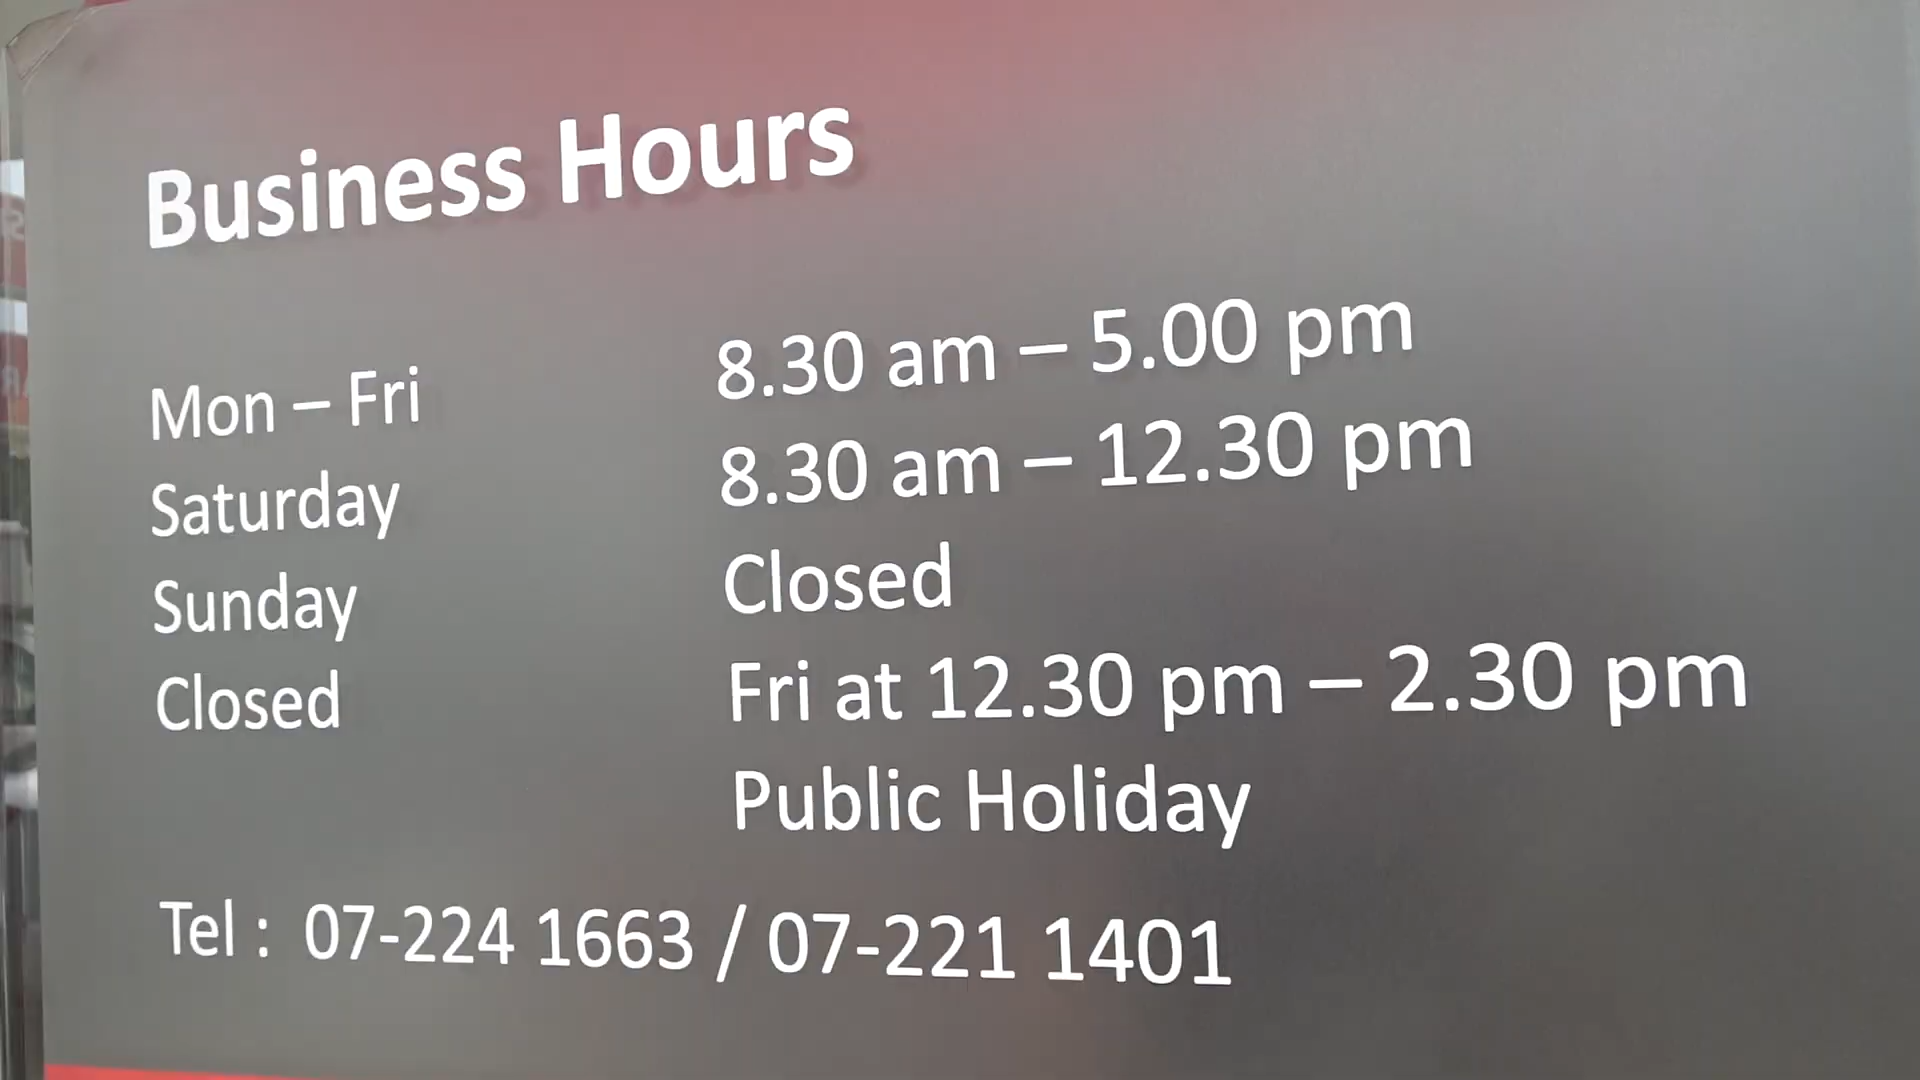 Business Hours
Mon – Fri 8.30 am – 5.00 pm
Saturday 8.30 am – 12.30 pm
Sunday Closed
Closed Fri at 12.30 pm – 2.30 pm
Public Holiday
Tel : 07-224 1663 / 07-221 1401